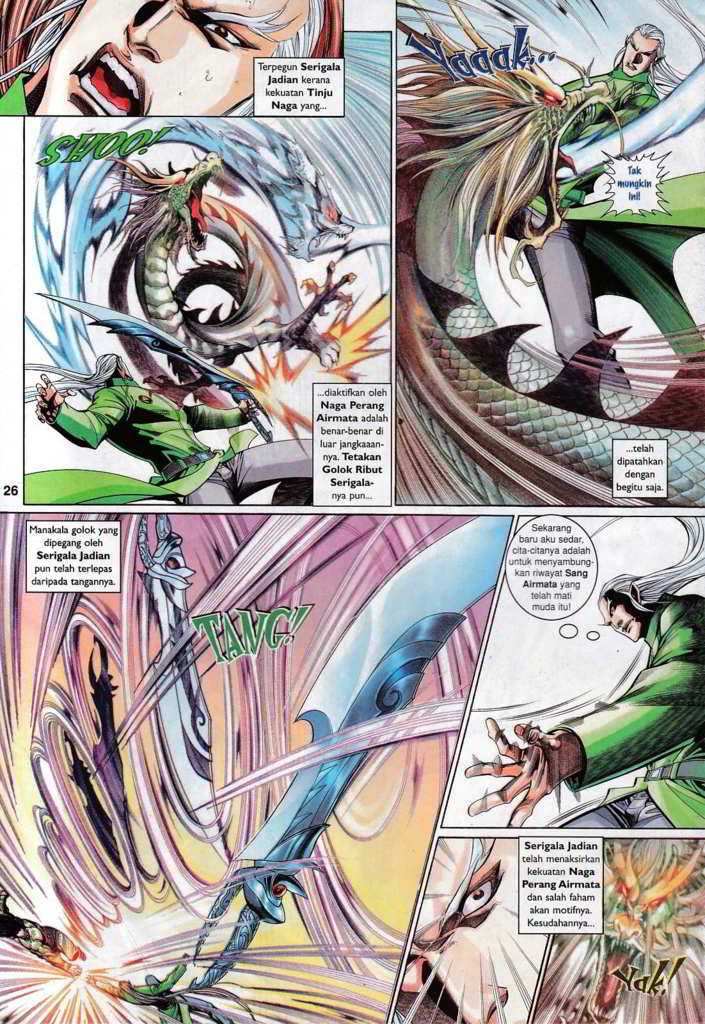 Terpegun Serigala
Jadian kerana
kekuatan Tinju
Naga yang...
SHOO!
...diaktifkan oleh
Naga Perang
Airmata adalah
benar-benar di
luar jangkaaan-
nya. Tetakan
Golok Ribut
Serigala-
nya pun...
Yaaak...
Tak
mungkin
ini!
...telah
dipatahkan
dengan
begitu saja.
26
Manakala golok yang
dipegang oleh
Serigala Jadian
pun telah terlepas
daripada tangannya.
TANG!
Sekarang
baru aku sedar,
cita-citanya adalah
untuk menyambung-
kan riwayat Sang
Airmata yang
telah mati
muda itu!
Serigala Jadian
telah menaksirkan
kekuatan Naga
Perang Airmata
dan salah faham
akan motifnya.
Kesudahannya...
Yak!